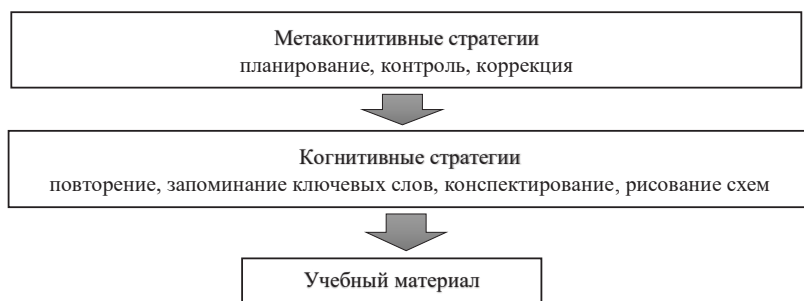 Метакогнитивные стратегии
планирование, контроль, коррекция
Когнитивные стратегии
повторение, запоминание ключевых слов, конспектирование, рисование схем
Учебный материал